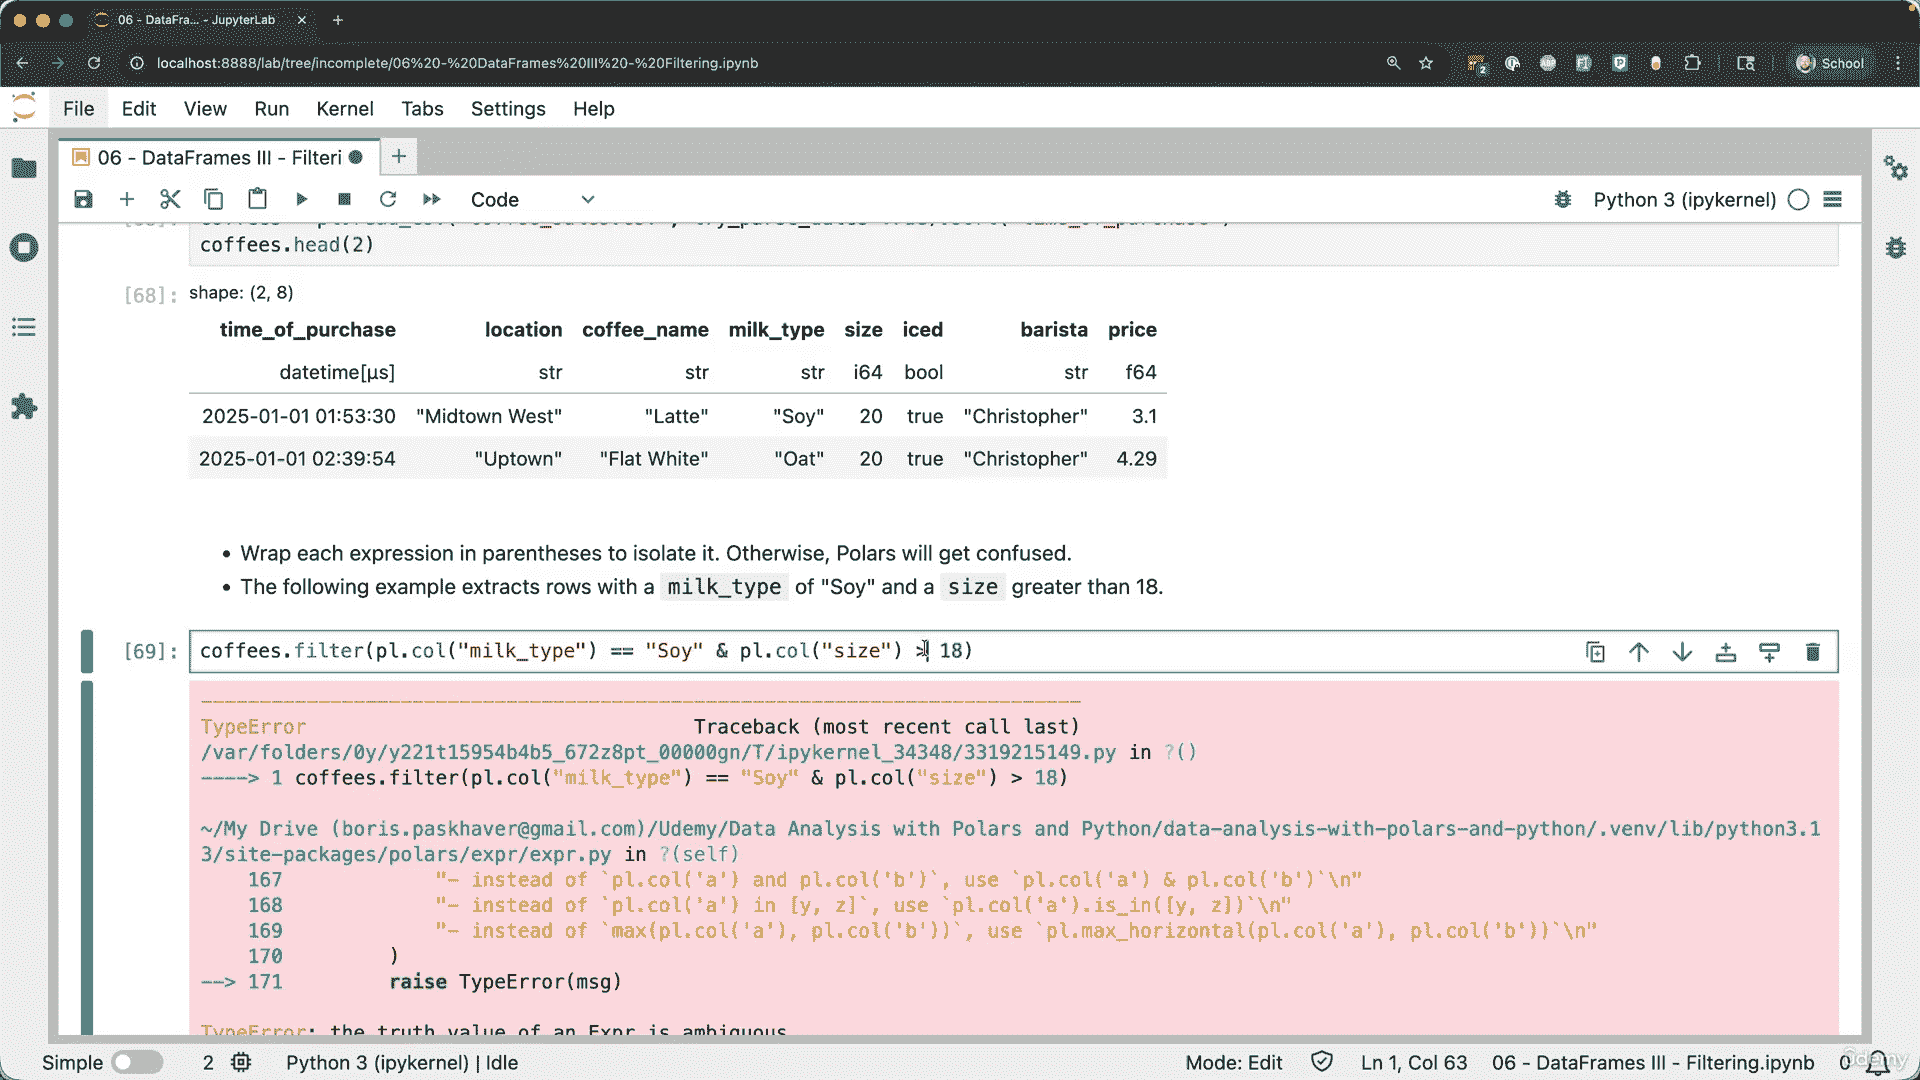 06 - DataFra... - JupyterLab
localhost:8888/lab/tree/incomplete/06%20-%20DataFrames%20III%20-%20Filtering.ipynb
2
School
File Edit View Run Kernel Tabs Settings Help
06 - DataFrames III - Filteri
Code
Python 3 (ipykernel)
coffees.head(2)
[68]: shape: (2, 8)
time_of_purchase location coffee_name milk_type size iced barista price
datetime[μs] str str str i64 bool str f64
2025-01-01 01:53:30 "Midtown West" "Latte" "Soy" 20 true "Christopher" 3.1
2025-01-01 02:39:54 "Uptown" "Flat White" "Oat" 20 true "Christopher" 4.29
• Wrap each expression in parentheses to isolate it. Otherwise, Polars will get confused.
• The following example extracts rows with a milk_type of "Soy" and a size greater than 18.
[69]: coffees.filter(pl.col("milk_type") == "Soy" & pl.col("size") > 18)
---------------------------------------------------------------------------
TypeError Traceback (most recent call last)
/var/folders/0y/y221t15954b4b5_672z8pt_00000gn/T/ipykernel_34348/3319215149.py in ?()
----> 1 coffees.filter(pl.col("milk_type") == "Soy" & pl.col("size") > 18)
~/My Drive (boris.paskhaver@gmail.com)/Udemy/Data Analysis with Polars and Python/data-analysis-with-polars-and-python/.venv/lib/python3.1
3/site-packages/polars/expr/expr.py in ?(self)
167 "- instead of `pl.col('a') and pl.col('b')`, use `pl.col('a') & pl.col('b')`\n"
168 "- instead of `pl.col('a') in [y, z]`, use `pl.col('a').is_in([y, z])`\n"
169 "- instead of `max(pl.col('a'), pl.col('b'))`, use `pl.max_horizontal(pl.col('a'), pl.col('b'))`\n"
170 )
--> 171 raise TypeError(msg)
TypeError: the truth value of an Expr is ambiguous
Simple 2 Python 3 (ipykernel) | Idle Mode: Edit Ln 1, Col 63 06 - DataFrames III - Filtering.ipynb 0
Udemy